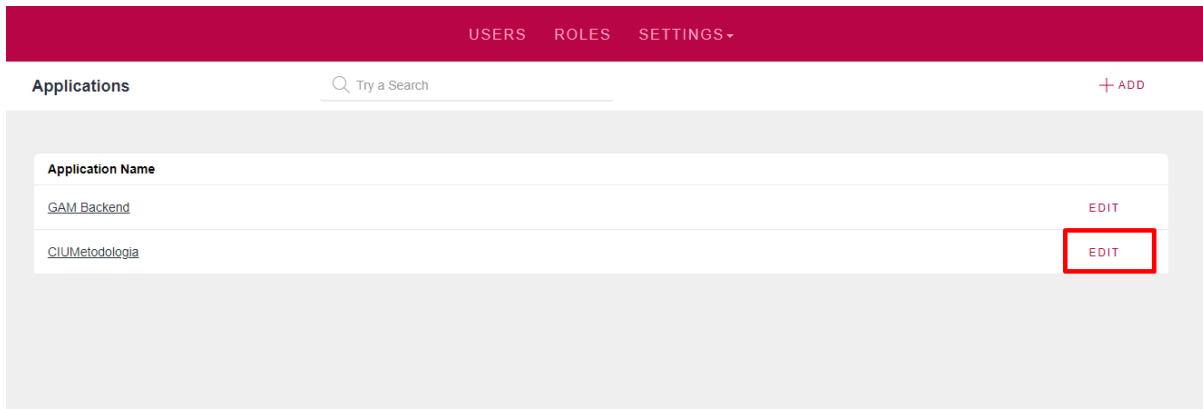 USERS ROLES SETTINGS
Applications Try a Search + ADD
Application Name
GAM Backend EDIT
CIUMetodologia EDIT